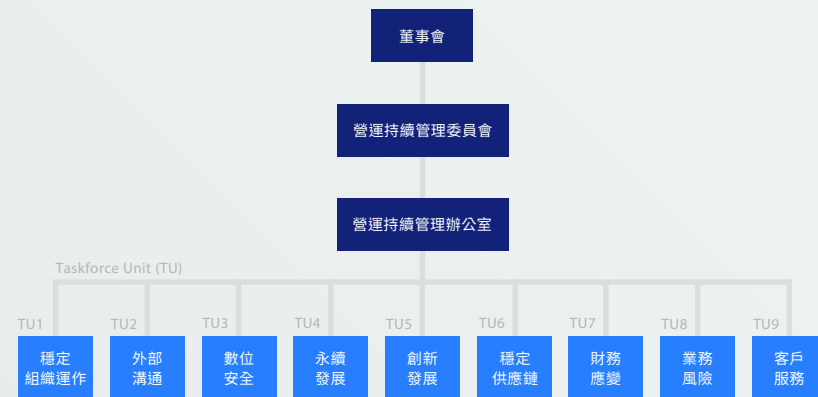 董事會
營運持續管理委員會
營運持續管理辦公室
Taskforce Unit (TU)
TU1
TU2
TU3
TU4
TU5
TU6
TU7
TU8
TU9
穩定
組織運作
外部
溝通
數位
安全
永續
發展
創新
發展
穩定
供應鏈
財務
應變
業務
風險
客戶
服務